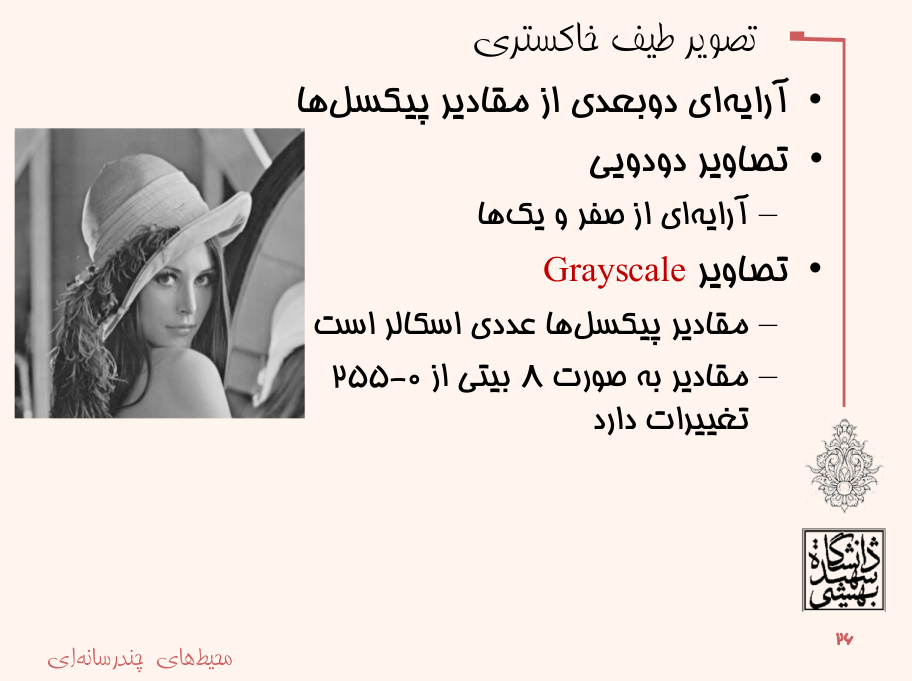 تصویر طیف خاکستری
• آرایه‌ای دوبعدی از مقادیر پیکسل‌ها
• تصاویر دودویی
– آرایه‌ای از صفر و یک‌ها
• تصاویر Grayscale
– مقادیر پیکسل‌ها عددی اسکالر است
– مقادیر به صورت ۸ بیتی از ۰-۲۵۵
تغییرات دارد
دانشگاه
شهید
بهشتی
۲۶
محیط‌های چندرسانه‌ای